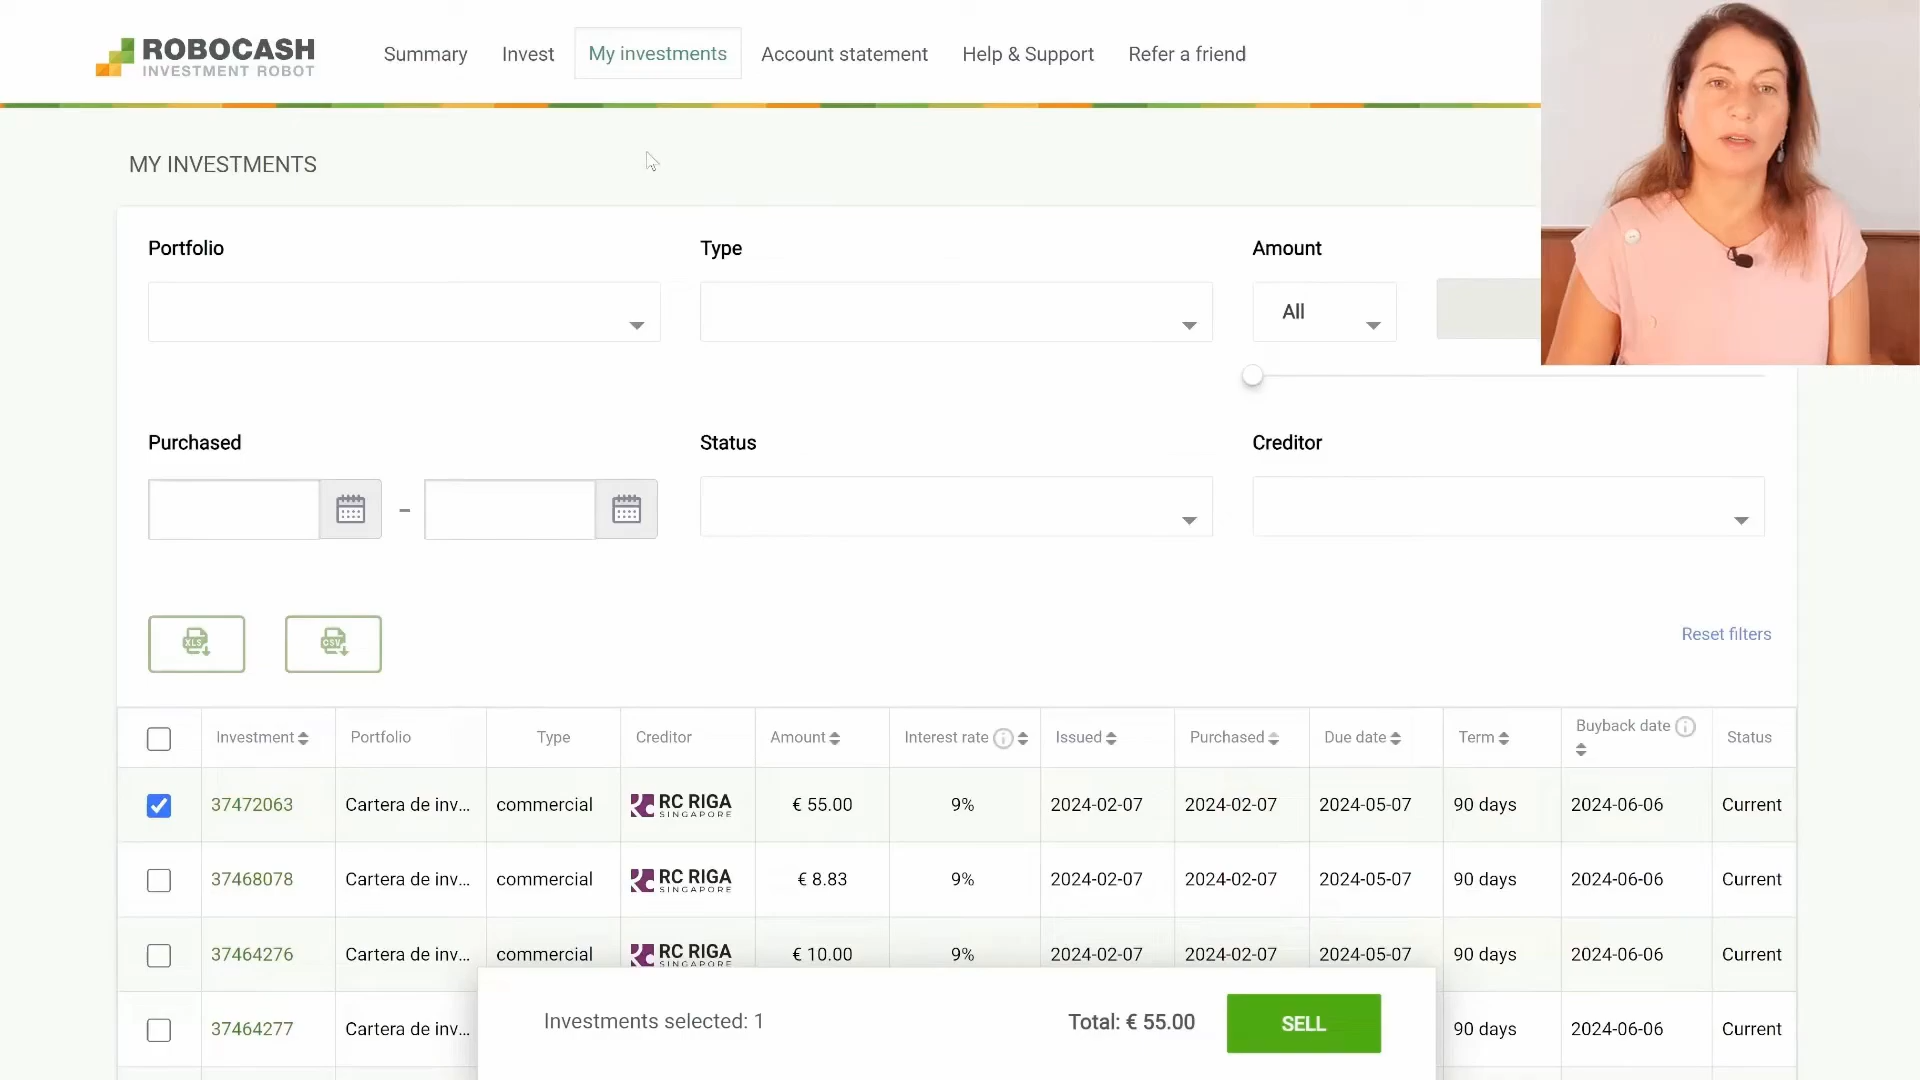 ROBOCASH
INVESTMENT ROBOT
Summary Invest My investments Account statement Help & Support Refer a friend
MY INVESTMENTS
Portfolio Type Amount
All
Purchased Status Creditor
–
XLS CSV Reset filters
Investment Portfolio Type Creditor Amount Interest rate Issued Purchased Due date Term Buyback date Status
37472063 Cartera de inv... commercial RC RIGA SINGAPORE € 55.00 9% 2024-02-07 2024-02-07 2024-05-07 90 days 2024-06-06 Current
37468078 Cartera de inv... commercial RC RIGA SINGAPORE € 8.83 9% 2024-02-07 2024-02-07 2024-05-07 90 days 2024-06-06 Current
37464276 Cartera de inv... commercial RC RIGA SINGAPORE € 10.00 9% 2024-02-07 2024-02-07 2024-05-07 90 days 2024-06-06 Current
37464277 Cartera de inv... 90 days 2024-06-06 Current
Investments selected: 1 Total: € 55.00 SELL